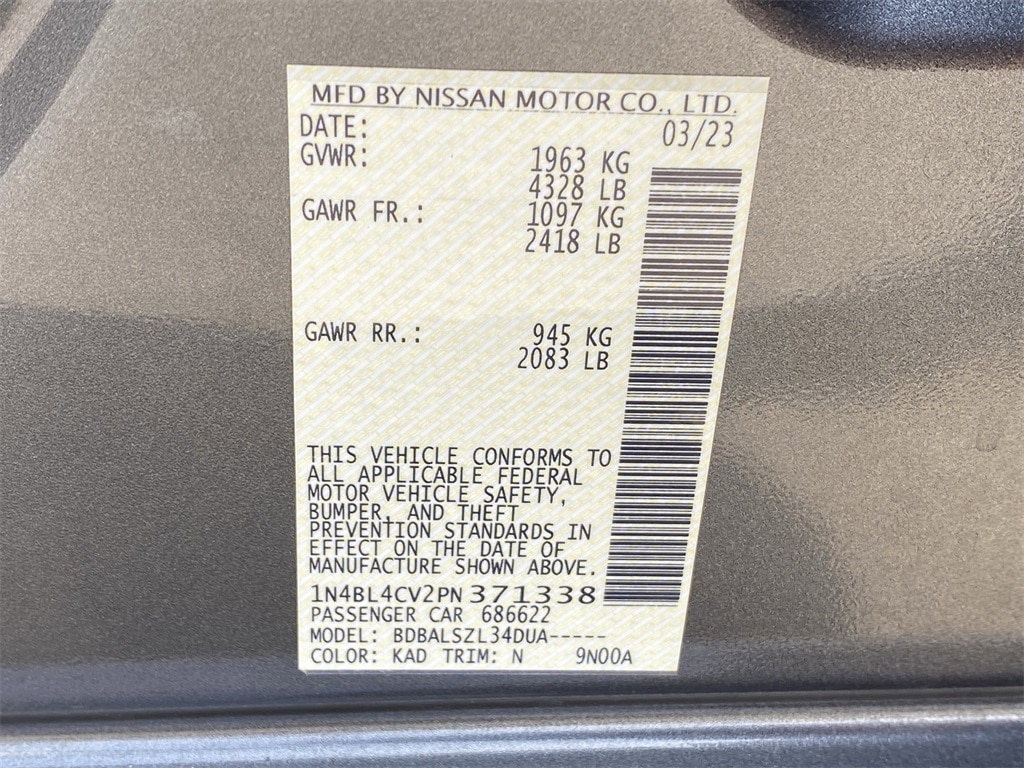 MFD BY NISSAN MOTOR CO., LTD.
DATE: 03/23
GVWR: 1963 KG
4328 LB
GAWR FR.: 1097 KG
2418 LB
GAWR RR.: 945 KG
2083 LB
THIS VEHICLE CONFORMS TO
ALL APPLICABLE FEDERAL
MOTOR VEHICLE SAFETY,
BUMPER, AND THEFT
PREVENTION STANDARDS IN
EFFECT ON THE DATE OF
MANUFACTURE SHOWN ABOVE.
1N4BL4CV2PN371338
PASSENGER CAR 686622
MODEL: BDBALSZL34DUA-----
COLOR: KAD TRIM: N 9N00A